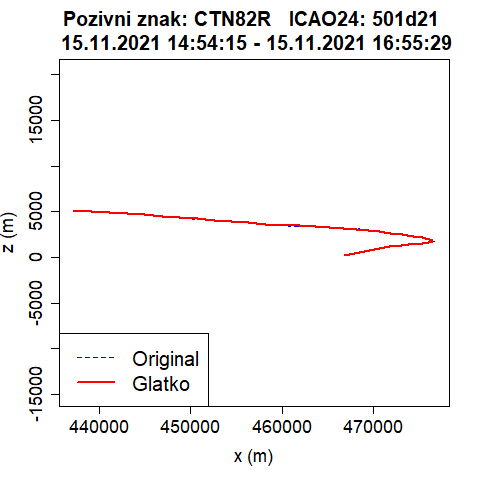 Pozivni znak: CTN82R   ICAO24: 501d21
15.11.2021 14:54:15 - 15.11.2021 16:55:29
z (m)
15000
5000
0
-5000
-15000
Original
Glatko
440000 450000 460000 470000
x (m)